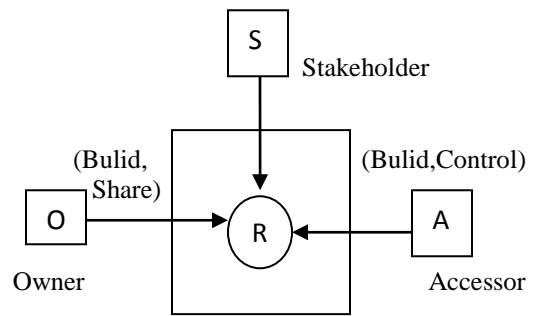 S
Stakeholder
(Bulid,
Share)
(Bulid,Control)
O
R
A
Owner
Accessor